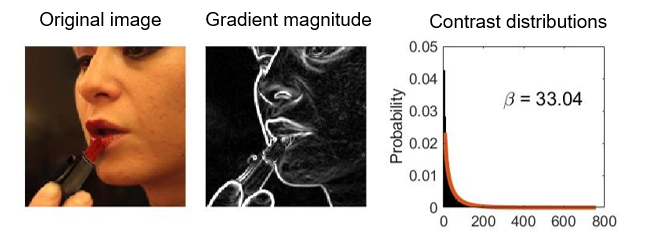 Original image
Gradient magnitude
Contrast distributions
Probability
0.05
0.04
0.03
0.02
0.01
0
β = 33.04
0 200 400 600 800